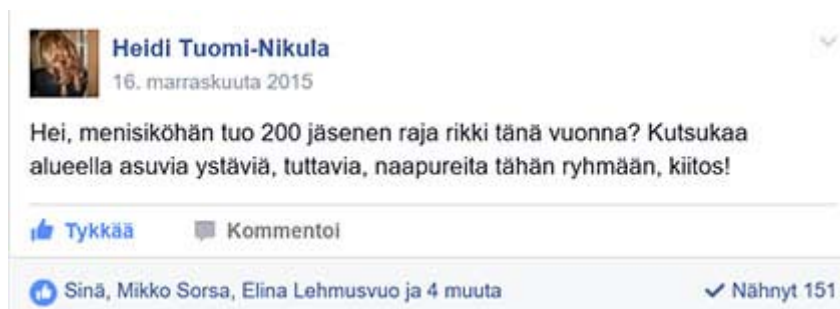 Heidi Tuomi-Nikula
16. marraskuuta 2015
Hei, menisiköhän tuo 200 jäsenen raja rikki tänä vuonna? Kutsukaa
alueella asuvia ystäviä, tuttavia, naapureita tähän ryhmään, kiitos!
Tykkää Kommentoi
Sinä, Mikko Sorsa, Elina Lehmusvuo ja 4 muuta Nähnyt 151